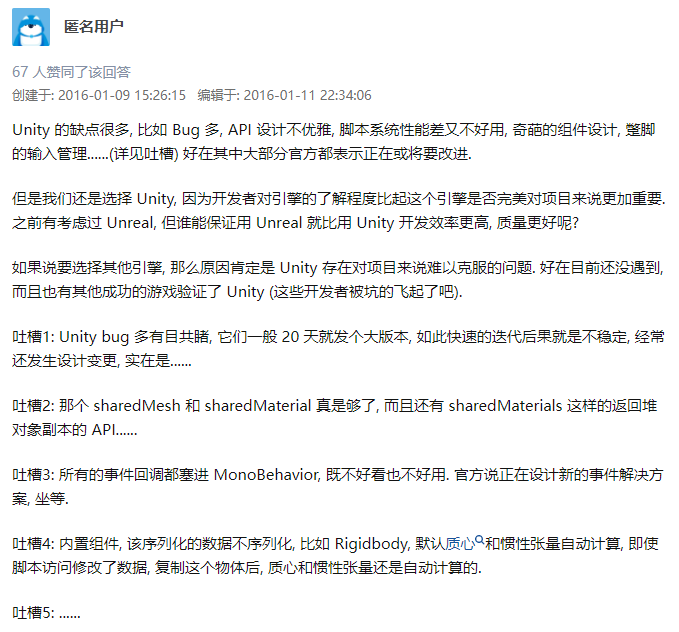 匿名用户
67 人赞同了该回答
创建于: 2016-01-09 15:26:15 编辑于: 2016-01-11 22:34:06
Unity 的缺点很多, 比如 Bug 多, API 设计不优雅, 脚本系统性能差又不好用, 奇葩的组件设计, 蹩脚
的输入管理......(详见吐槽) 好在其中大部分官方都表示正在或将要改进.
但是我们还是选择 Unity, 因为开发者对引擎的了解程度比起这个引擎是否完美对项目来说更加重要.
之前有考虑过 Unreal, 但谁能保证用 Unreal 就比用 Unity 开发效率更高, 质量更好呢?
如果说要选择其他引擎, 那么原因肯定是 Unity 存在对项目来说难以克服的问题. 好在目前还没遇到,
而且也有其他成功的游戏验证了 Unity (这些开发者被坑的飞起了吧).
吐槽1: Unity bug 多有目共睹, 它们一般 20 天就发个大版本, 如此快速的迭代后果就是不稳定, 经常
还发生设计变更, 实在是......
吐槽2: 那个 sharedMesh 和 sharedMaterial 真是够了, 而且还有 sharedMaterials 这样的返回堆
对象副本的 API......
吐槽3: 所有的事件回调都塞进 MonoBehavior, 既不好看也不好用. 官方说正在设计新的事件解决方
案, 坐等.
吐槽4: 内置组件, 该序列化的数据不序列化, 比如 Rigidbody, 默认质心和惯性张量自动计算, 即使
脚本访问修改了数据, 复制这个物体后, 质心和惯性张量还是自动计算的.
吐槽5: ......